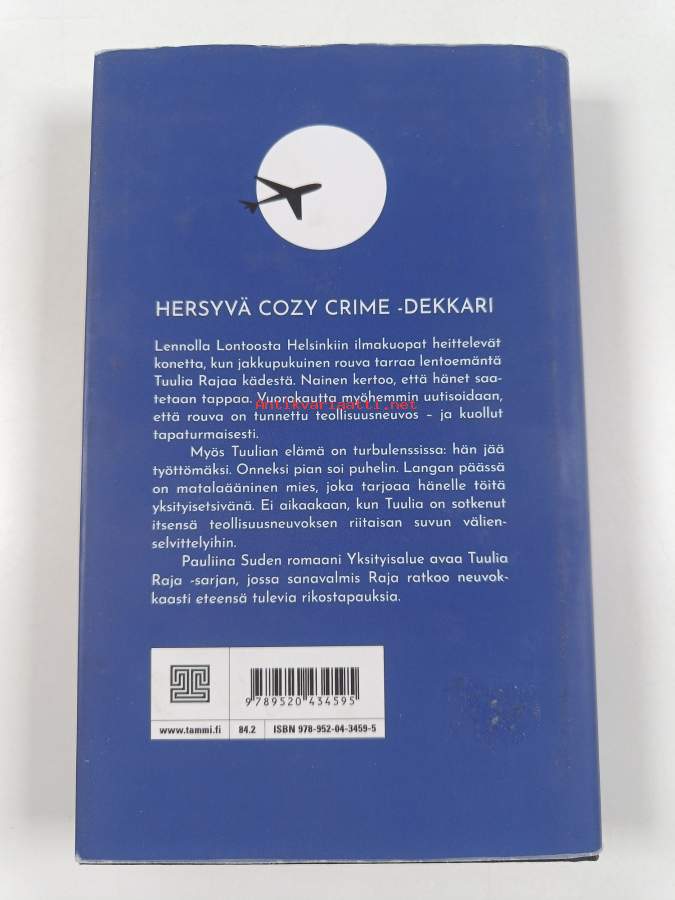 HERSYVÄ COZY CRIME -DEKKARI
Lennolla Lontoosta Helsinkiin ilmakuopat heittelevät
konetta, kun jakkupukuinen rouva tarraa lentoemäntä
Tuulia Rajaa kädestä. Nainen kertoo, että hänet saa-
tetaan tappaa. Vuorokautta myöhemmin uutisoidaan,
Antikvariaatti.net
että rouva on tunnettu teollisuusneuvos – ja kuollut
tapaturmaisesti.
Myös Tuulian elämä on turbulenssissa: hän jää
työttömäksi. Onneksi pian soi puhelin. Langan päässä
on matalaääninen mies, joka tarjoaa hänelle töitä
yksityisetsivänä. Ei aikaakaan, kun Tuulia on sotkenut
itsensä teollisuusneuvoksen riitaisan suvun välien-
selvittelyihin.
Pauliina Suden romaani Yksityisalue avaa Tuulia
Raja -sarjan, jossa sanavalmis Raja ratkoo neuvok-
kaasti eteensä tulevia rikostapauksia.
9 789520 434595
www.tammi.fi 84.2 ISBN 978-952-04-3459-5